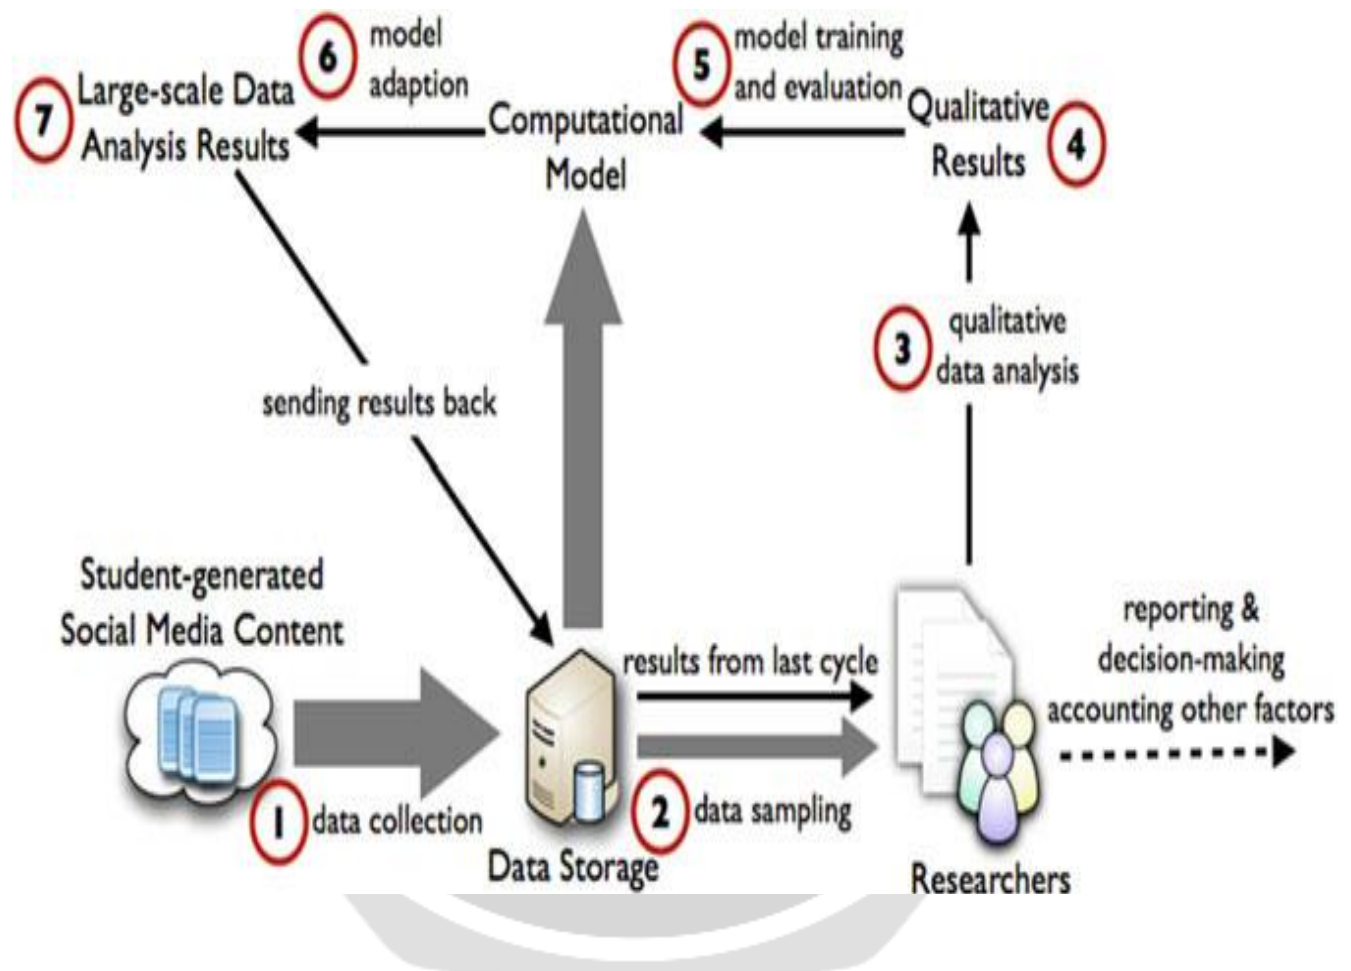 6
model
adaption
5
model training
and evaluation
7
Large-scale Data
Analysis Results
Computational
Model
Qualitative
Results
4
3
qualitative
data analysis
sending results back
Student-generated
Social Media Content
results from last cycle
reporting &
decision-making
accounting other factors
1
data collection
2
data sampling
Data Storage
Researchers